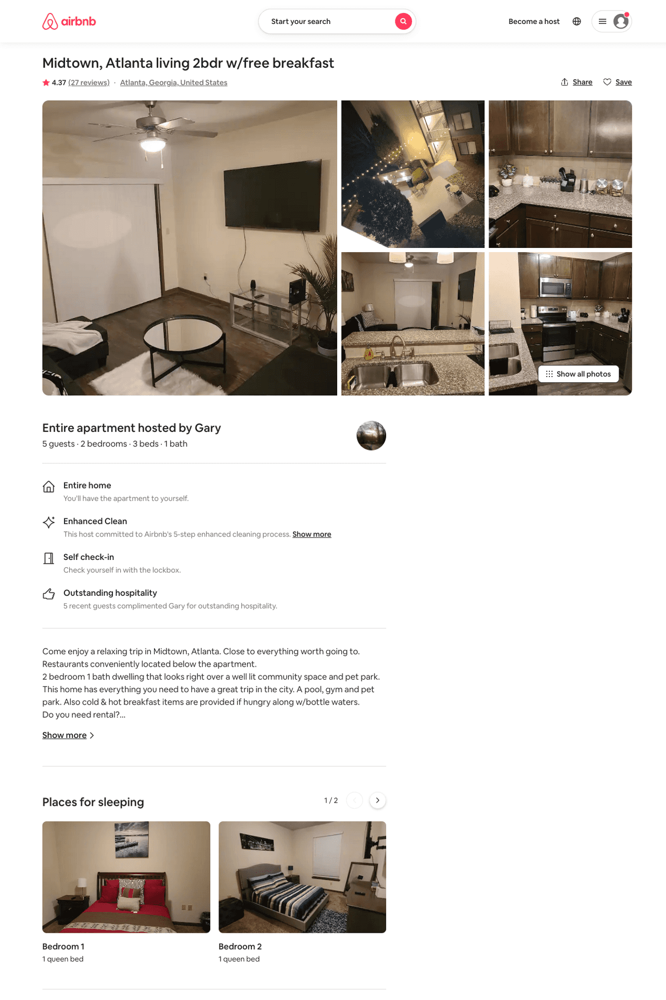 airbnb
Start your search
Become a host
Midtown, Atlanta living 2bdr w/free breakfast
4.37 (27 reviews) · Atlanta, Georgia, United States
Share
Save
Show all photos
Entire apartment hosted by Gary
5 guests · 2 bedrooms · 3 beds · 1 bath
Entire home
You'll have the apartment to yourself.
Enhanced Clean
This host committed to Airbnb's 5-step enhanced cleaning process. Show more
Self check-in
Check yourself in with the lockbox.
Outstanding hospitality
5 recent guests complimented Gary for outstanding hospitality.
Come enjoy a relaxing trip in Midtown, Atlanta. Close to everything worth going to.
Restaurants conveniently located below the apartment.
2 bedroom 1 bath dwelling that looks right over a well lit community space and pet park.
This home has everything you need to have a great trip in the city. A pool, gym and pet
park. Also cold & hot breakfast items are provided if hungry along w/bottle waters.
Do you need rental?...
Show more
Places for sleeping
1 / 2
Bedroom 1
1 queen bed
Bedroom 2
1 queen bed